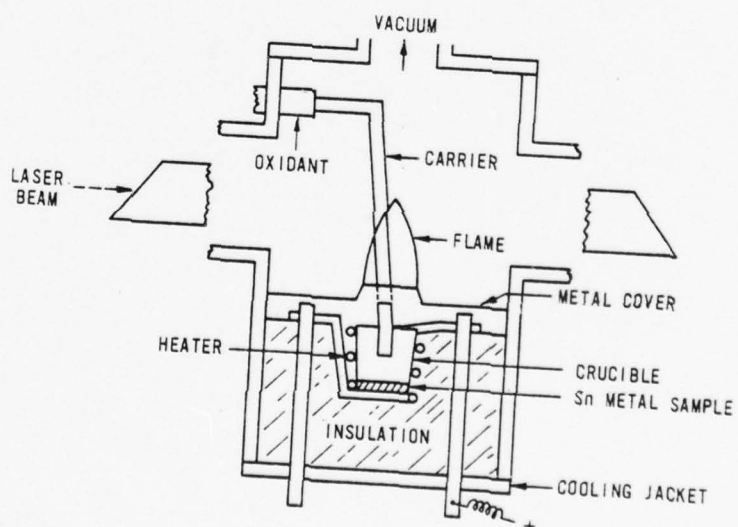 VACUUM
OXIDANT
CARRIER
LASER
BEAM
FLAME
METAL COVER
HEATER
CRUCIBLE
Sn METAL SAMPLE
INSULATION
COOLING JACKET
+